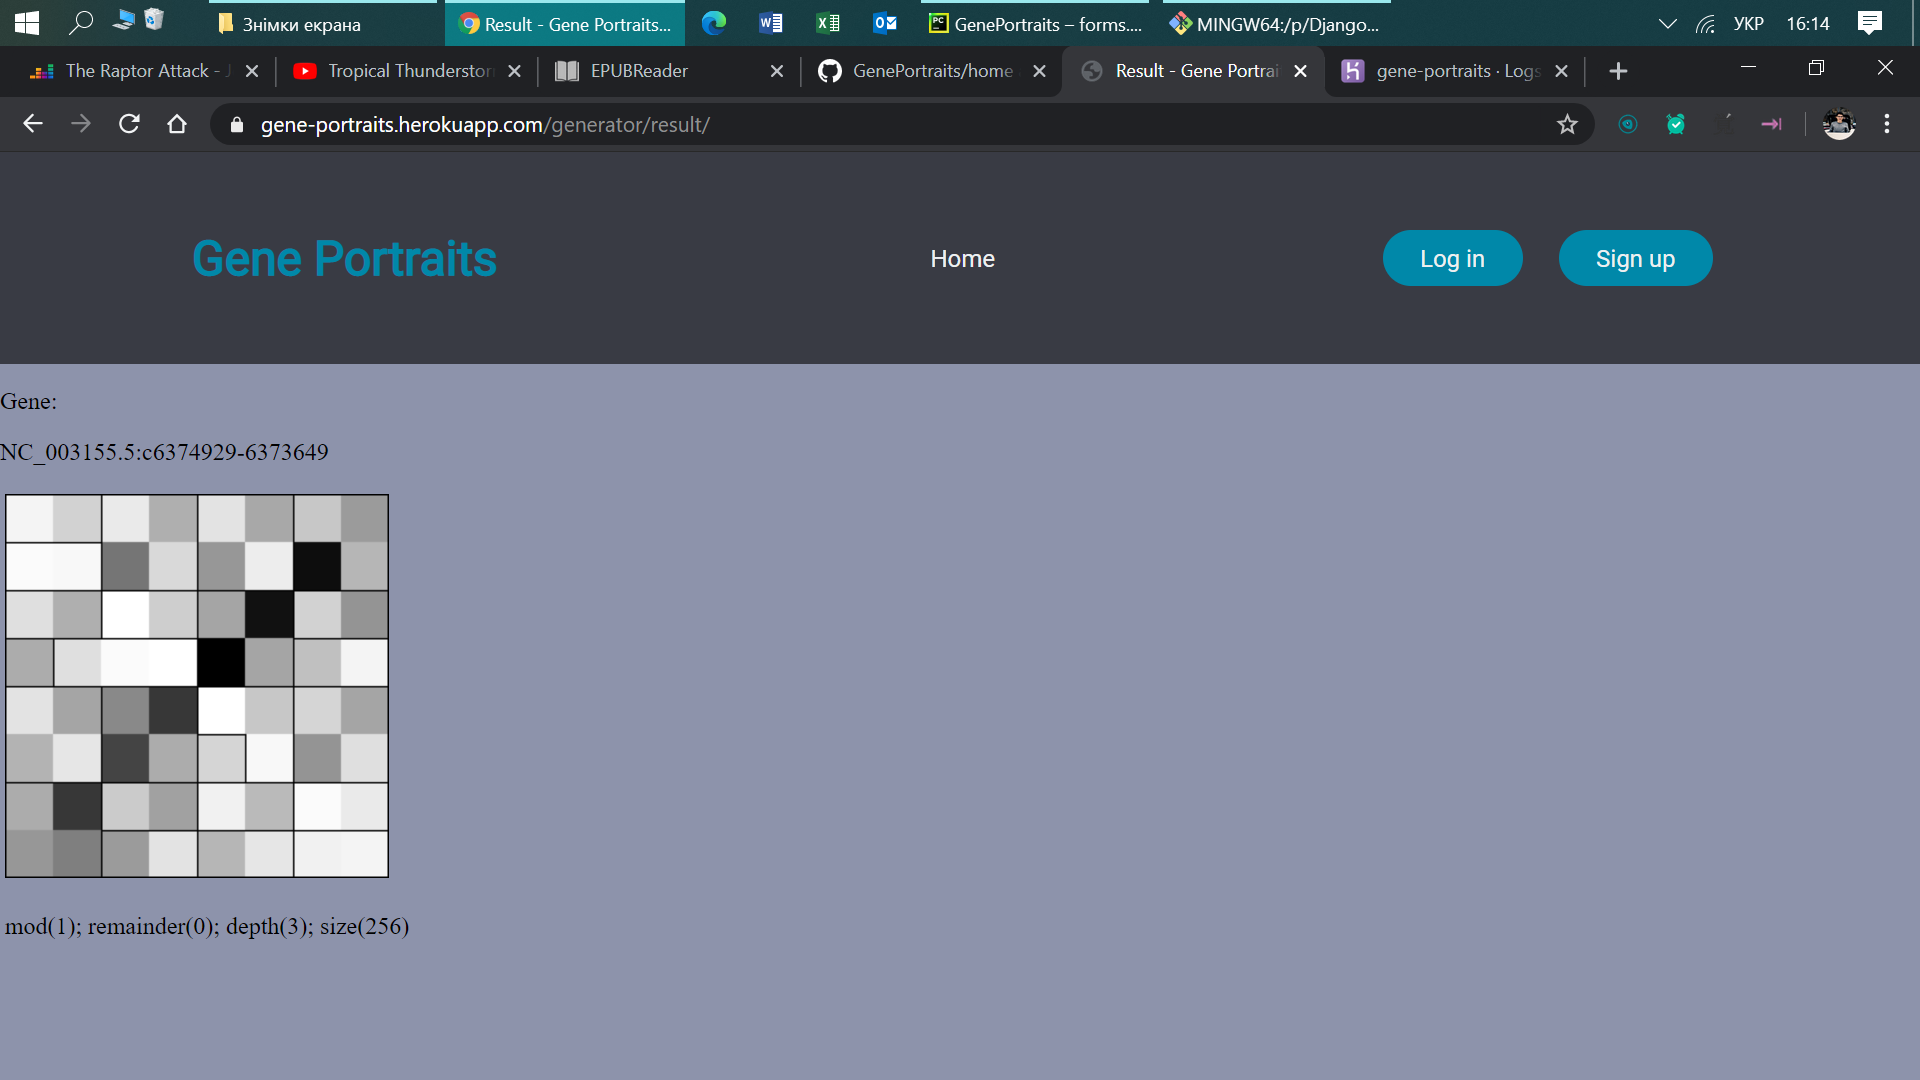 Знімки екрана
Result - Gene Portraits...
GenePortraits – forms....
MINGW64:/p/Django...
УКР
16:14
The Raptor Attack - J
Tropical Thunderstor
EPUBReader
GenePortraits/home
Result - Gene Portrai
gene-portraits · Logs
gene-portraits.herokuapp.com/generator/result/
Gene Portraits
Home
Log in
Sign up
Gene:
NC_003155.5:c6374929-6373649
mod(1); remainder(0); depth(3); size(256)